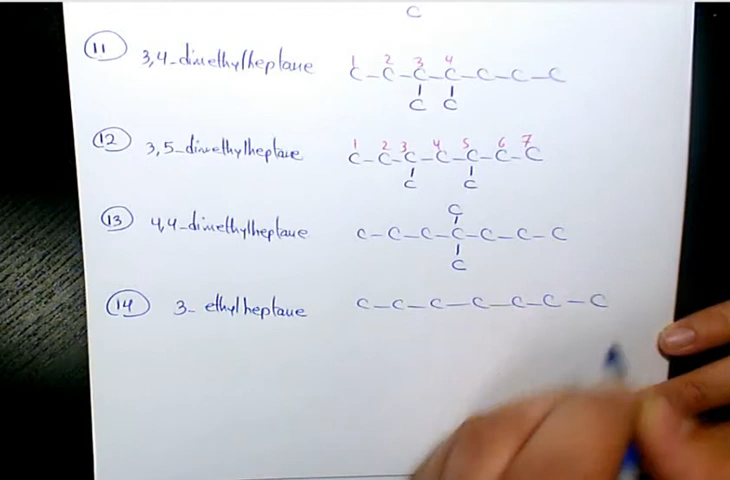 C
11 3,4-dimethylheptane
1 2 3 4
C-C-C-C-C-C-C
C C
12 3,5-dimethylheptane
1 2 3 4 5 6 7
C-C-C-C-C-C-C
C C
C
13 4,4-dimethylheptane C-C-C-C-C-C-C
C
14 3-ethylheptane C-C-C-C-C-C-C